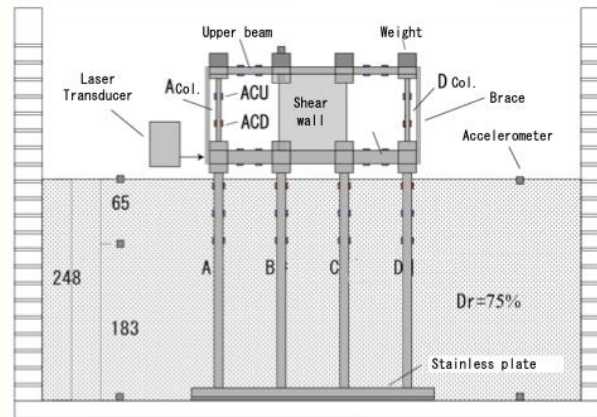 Upper beam
Weight
Laser
Transducer
A Col.
ACU
ACD
Shear
wall
D Col.
Brace
Accelerometer
65
248
183
A
B
C
D
Dr=75%
Stainless plate